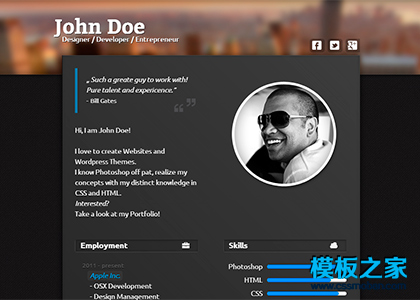 John Doe
Designer / Developer / Entrepreneur
„ Such a greate guy to work!
Pure talent and expericence.“
- Bill Gates
Hi, I am John Doe!
I love to create Websites and
Wordpress Themes.
I know Photoshop off pat, realize my
concepts with my distinct knowledge in
CSS and HTML.
Interested?
Take a look at my Portfolio!
Employment
Skills
2011 - present
Apple Inc.
- OSX Development
- Design Management
Photoshop
HTML
CSS
模板之家